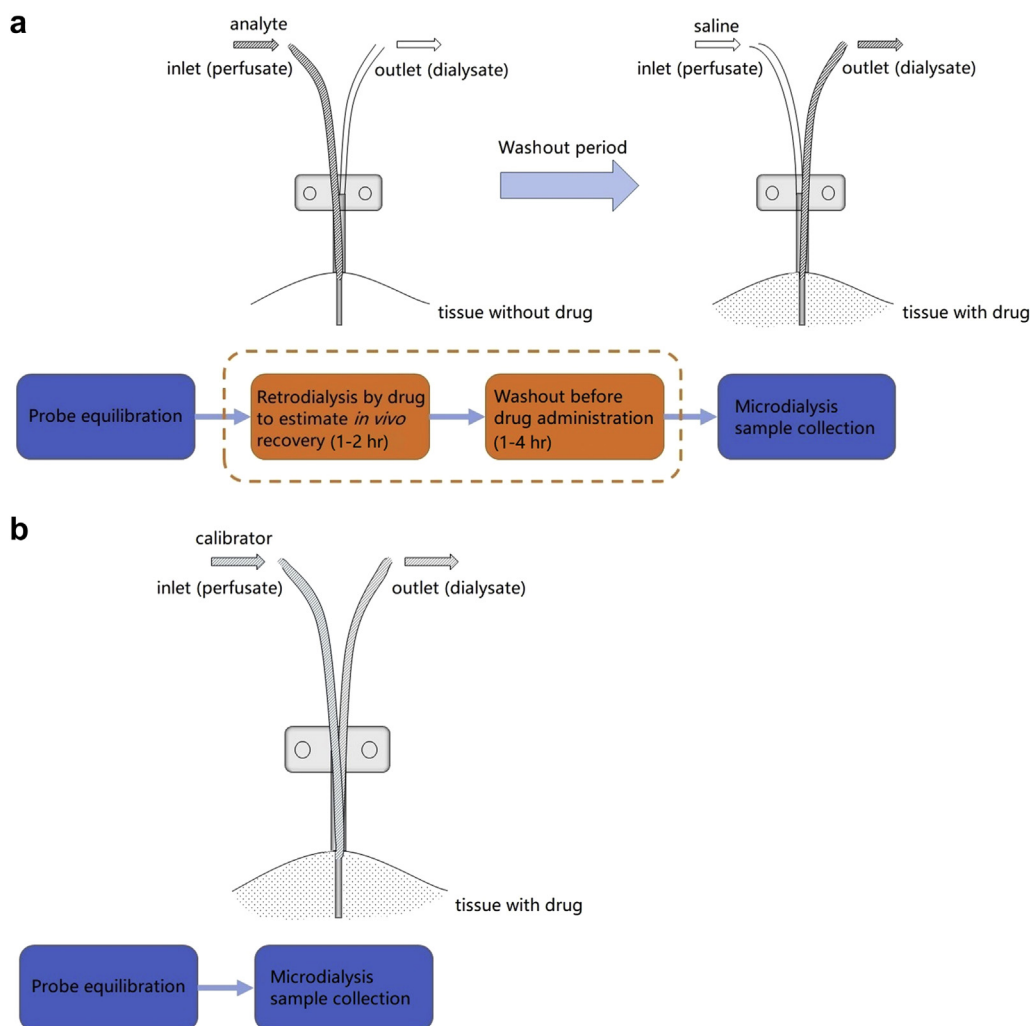 a
analyte
inlet (perfusate)
outlet (dialysate)
Washout period
saline
inlet (perfusate)
outlet (dialysate)
tissue without drug
tissue with drug
Probe equilibration
Retrodialysis by drug
to estimate in vivo
recovery (1-2 hr)
Washout before
drug administration
(1-4 hr)
Microdialysis
sample collection
b
calibrator
inlet (perfusate)
outlet (dialysate)
tissue with drug
Probe equilibration
Microdialysis
sample collection